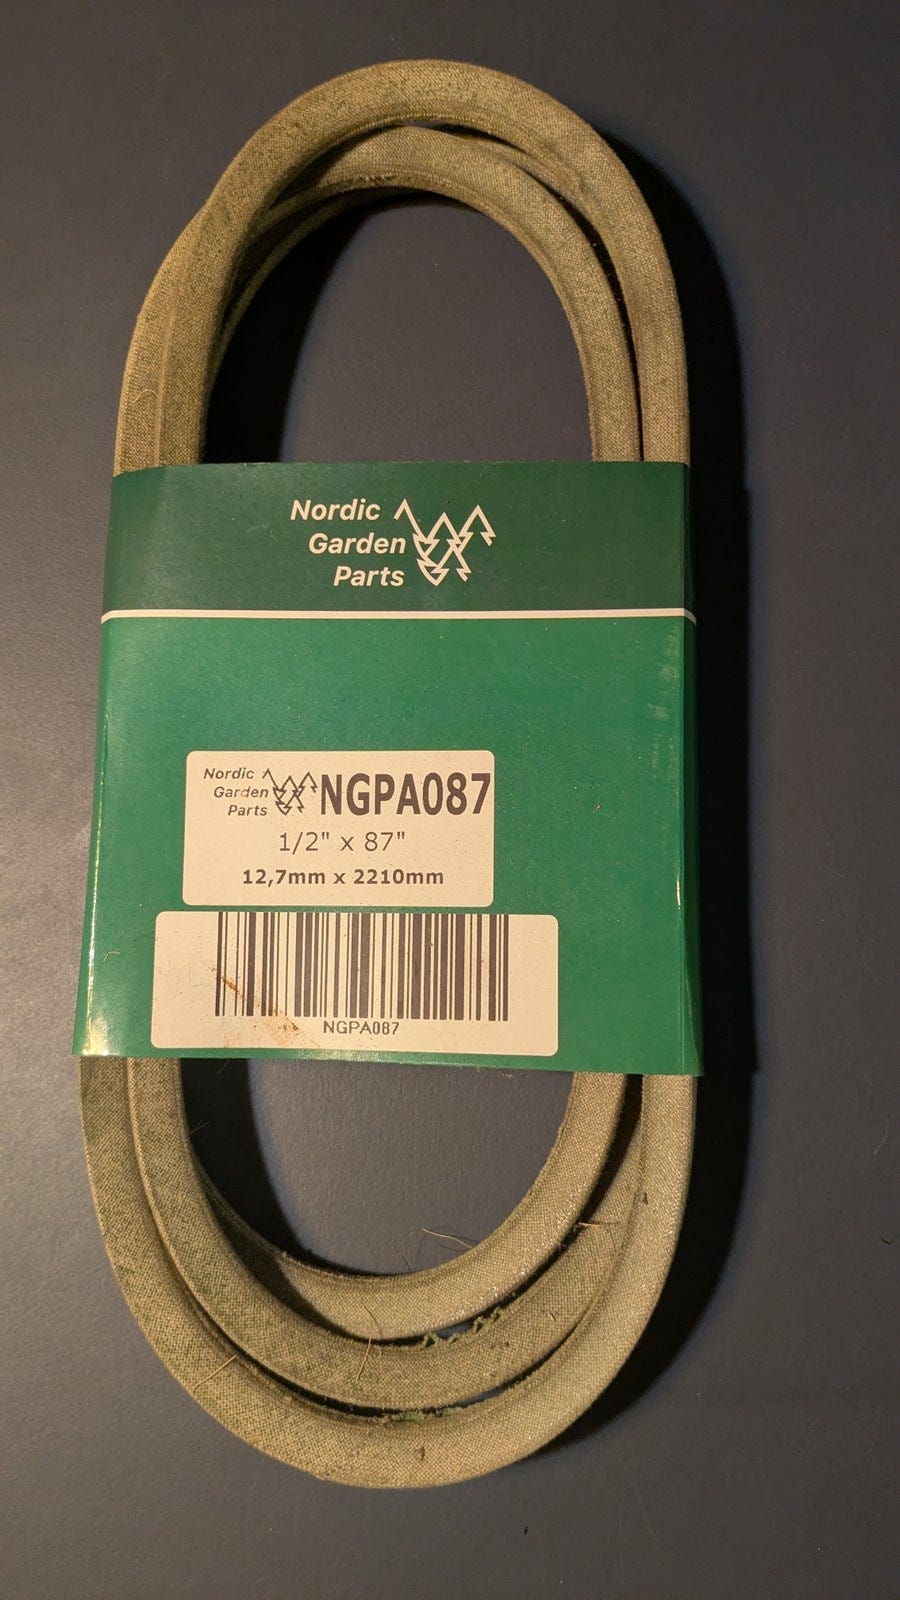 Nordic
Garden
Parts
Nordic
Garden
Parts
NGPA087
1/2" x 87"
12,7mm x 2210mm
NGPA087